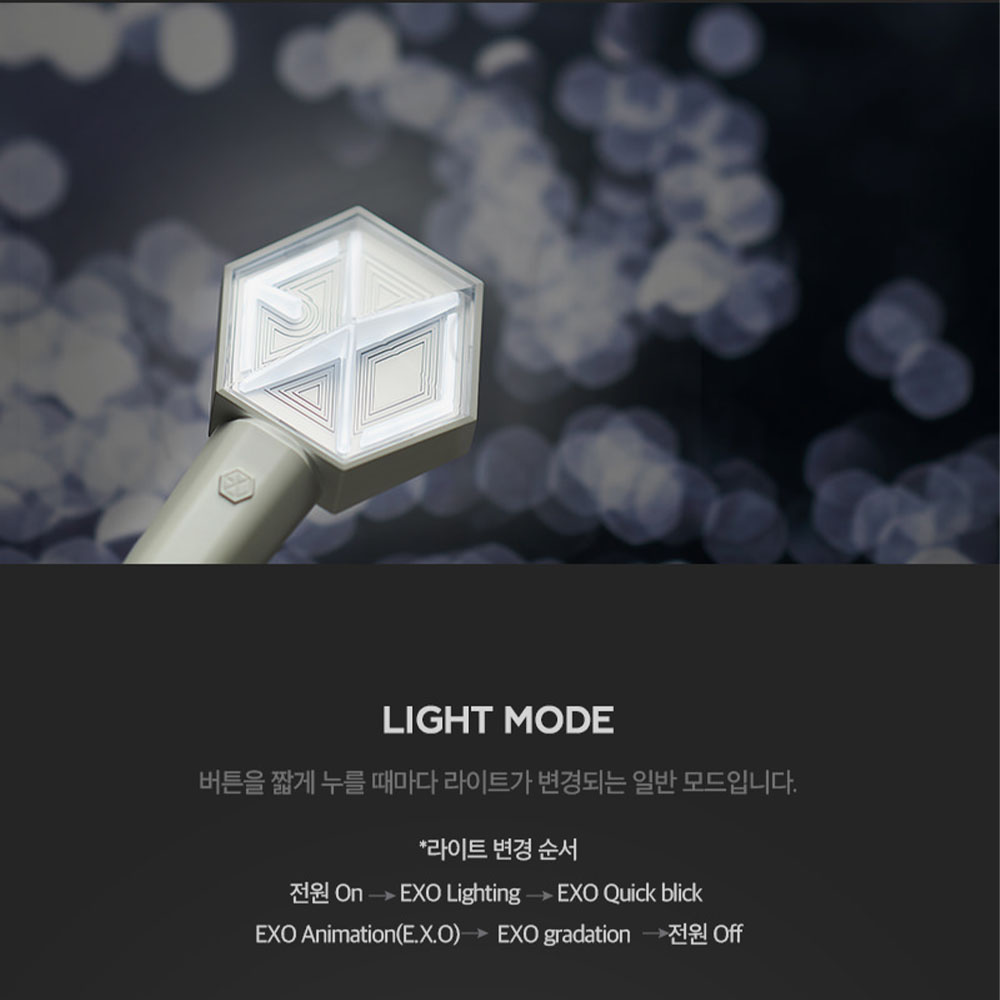 LIGHT MODE
버튼을 짧게 누를 때마다 라이트가 변경되는 일반 모드입니다.
*라이트 변경 순서
전원 On → EXO Lighting → EXO Quick blick
EXO Animation(E.X.O) → EXO gradation → 전원 Off